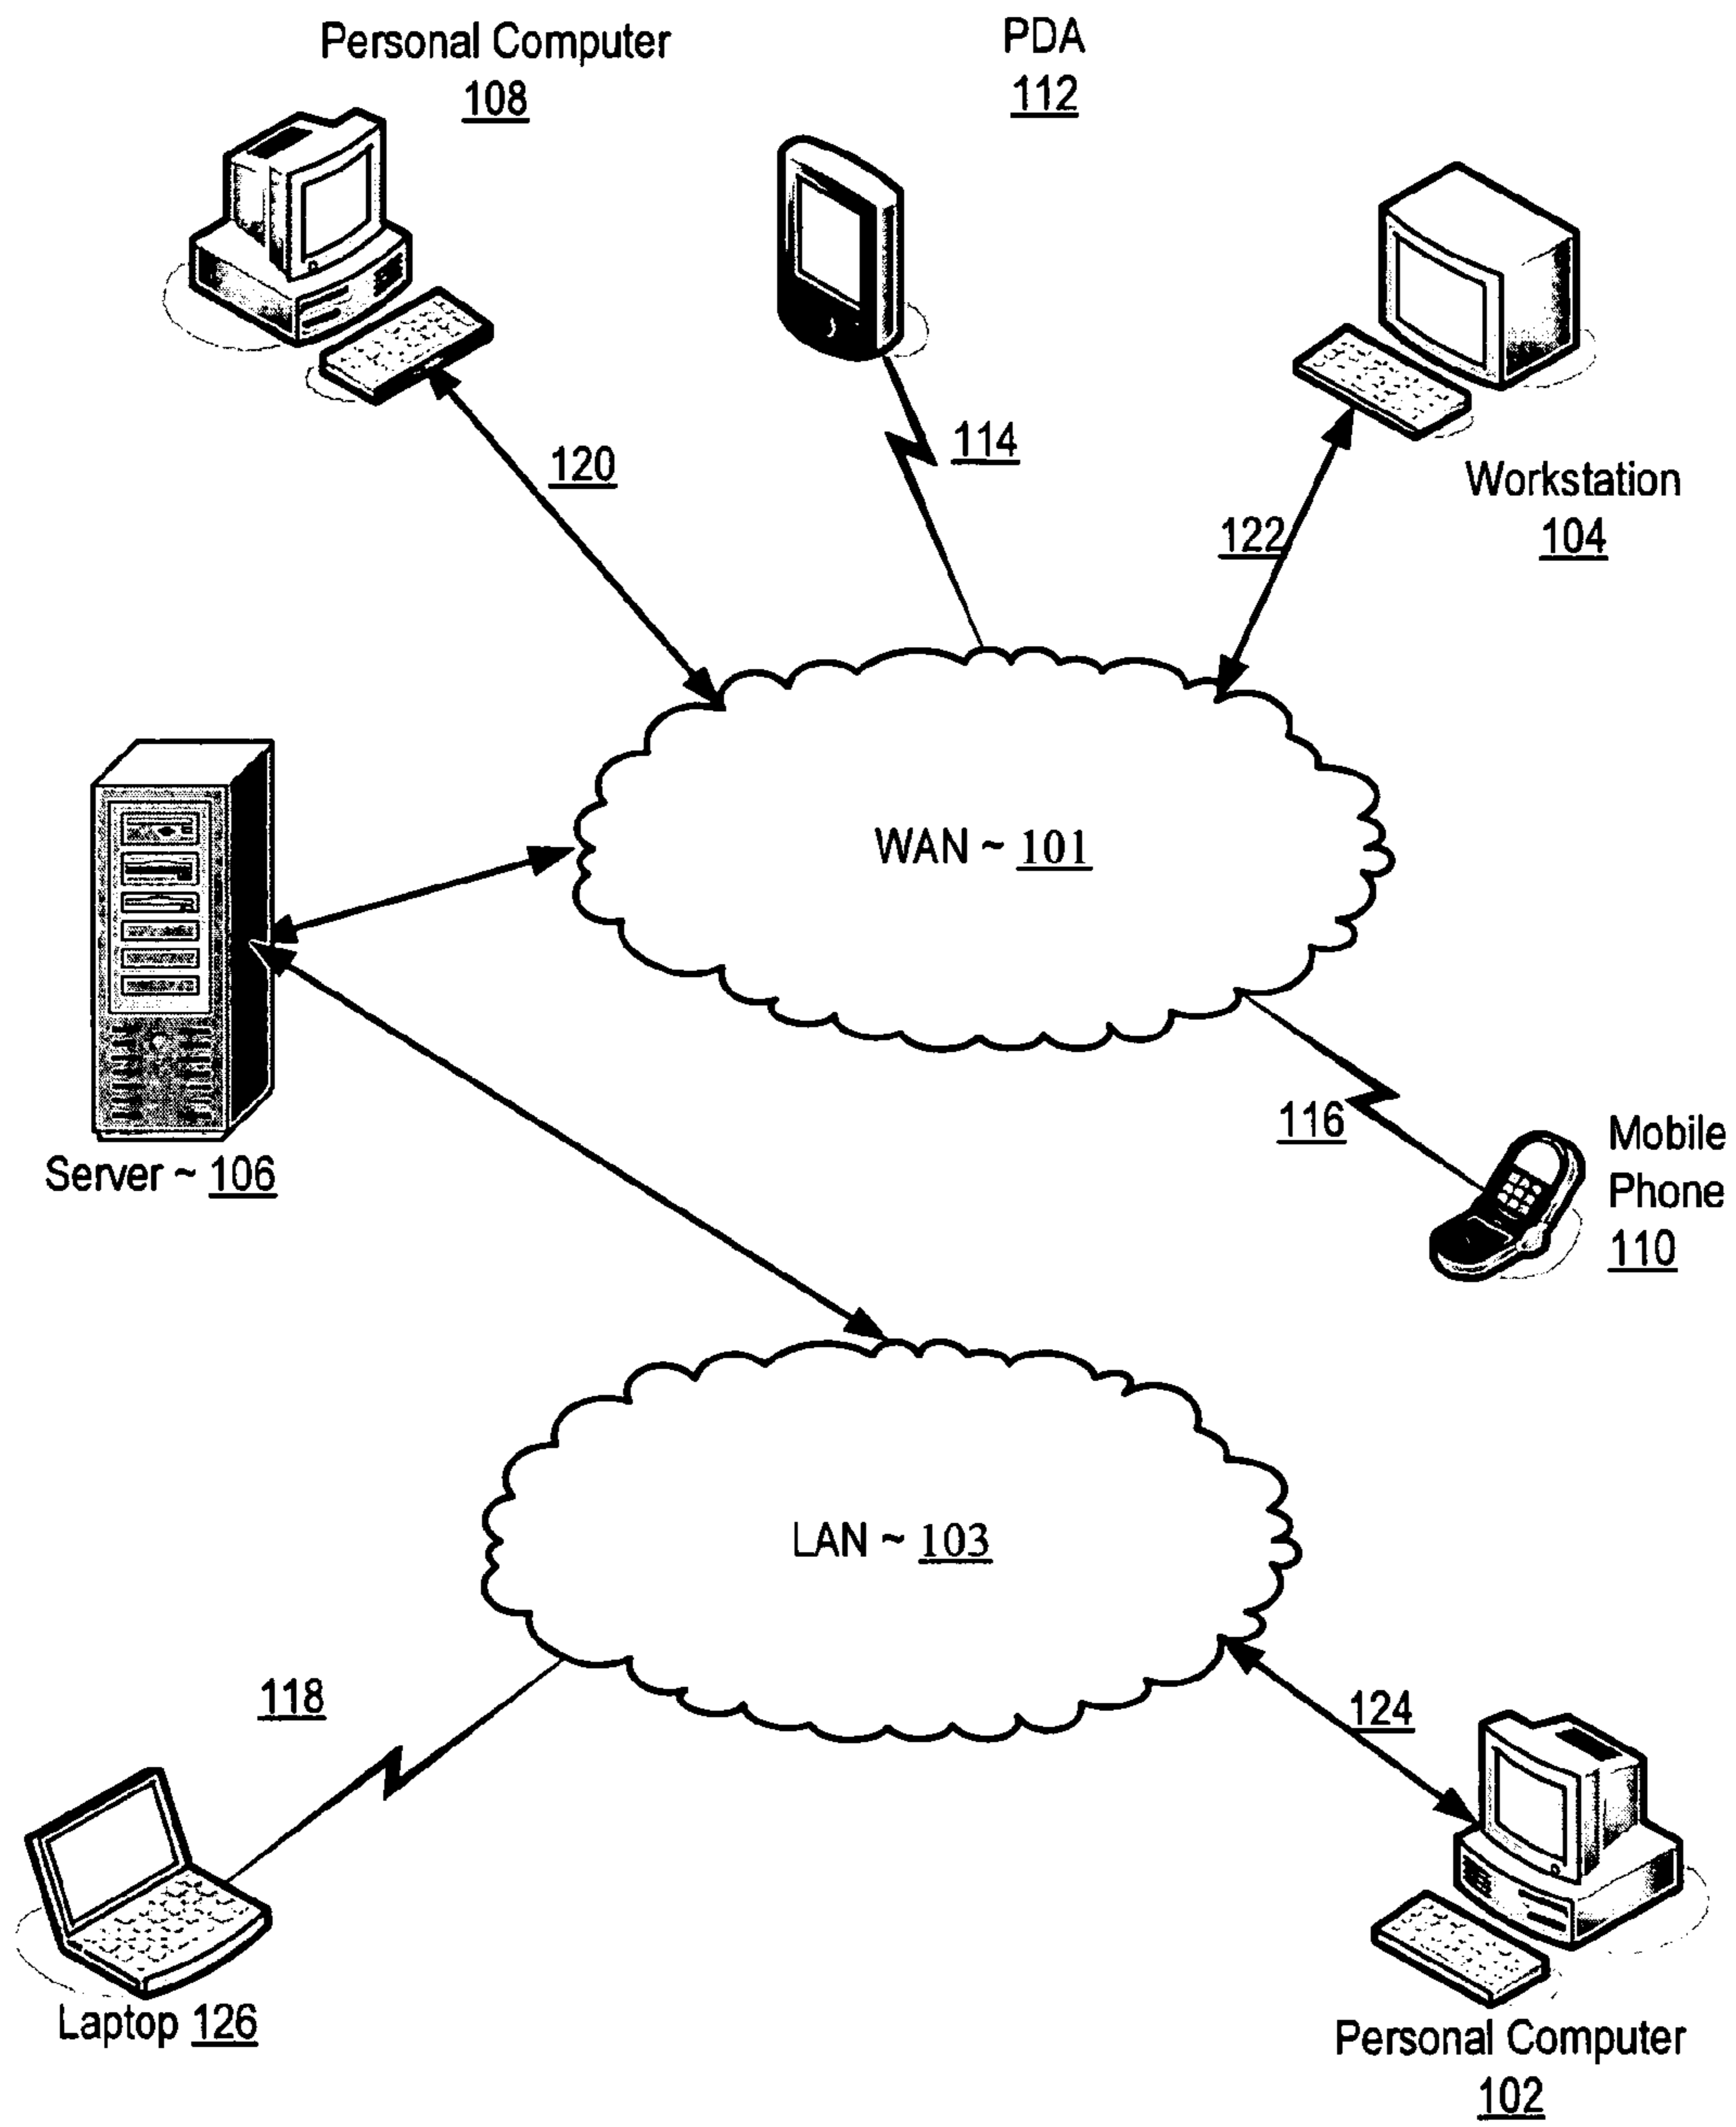 Personal Computer
108
PDA
112
120
114
122
Workstation
104
WAN ~ 101
Server ~ 106
116
Mobile
Phone
110
LAN ~ 103
118
124
Laptop 126
Personal Computer
102